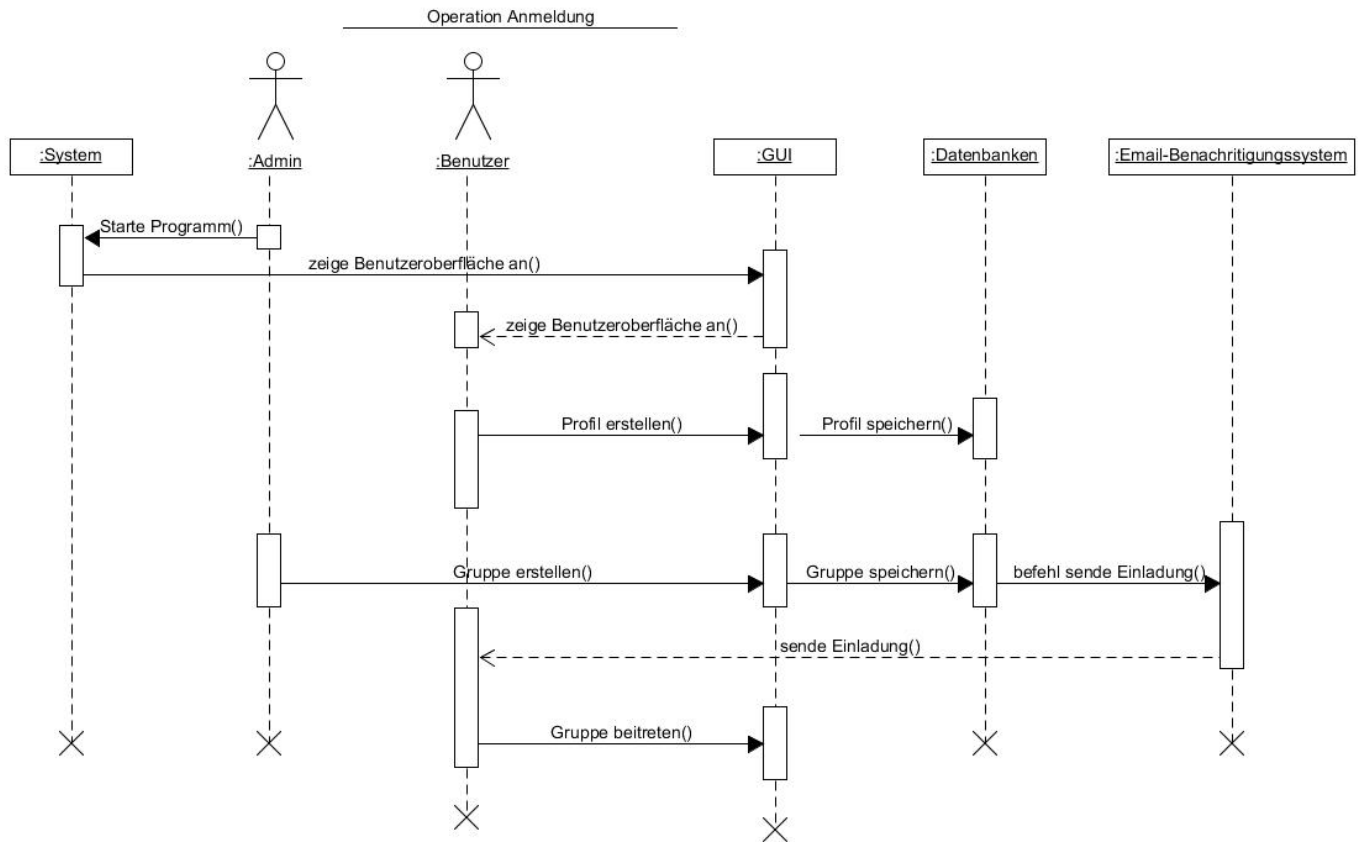 Operation Anmeldung
:System
:Admin
:Benutzer
:GUI
:Datenbanken
:Email-Benachritigungssystem
Starte Programm()
zeige Benutzeroberfläche an()
zeige Benutzeroberfläche an()
Profil erstellen()
Profil speichern()
Gruppe erstellen()
Gruppe speichern()
befehl sende Einladung()
sende Einladung()
Gruppe beitreten()